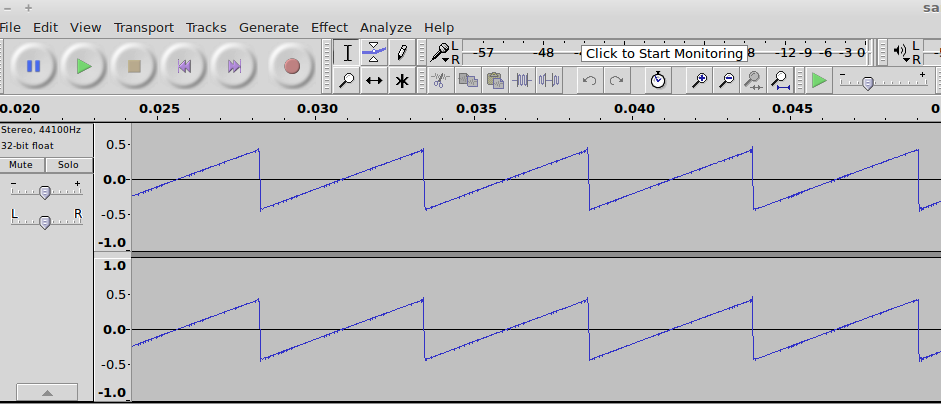 sa
File Edit View Transport Tracks Generate Effect Analyze Help
L
R
-57 -48 Click to Start Monitoring 8 -12 -9 -6 -3 0
L
R
0.020 0.025 0.030 0.035 0.040 0.045 0
Stereo, 44100Hz
32-bit float
Mute Solo
- +
L R
0.5
0.0
-0.5
-1.0
1.0
0.5
0.0
-0.5
-1.0